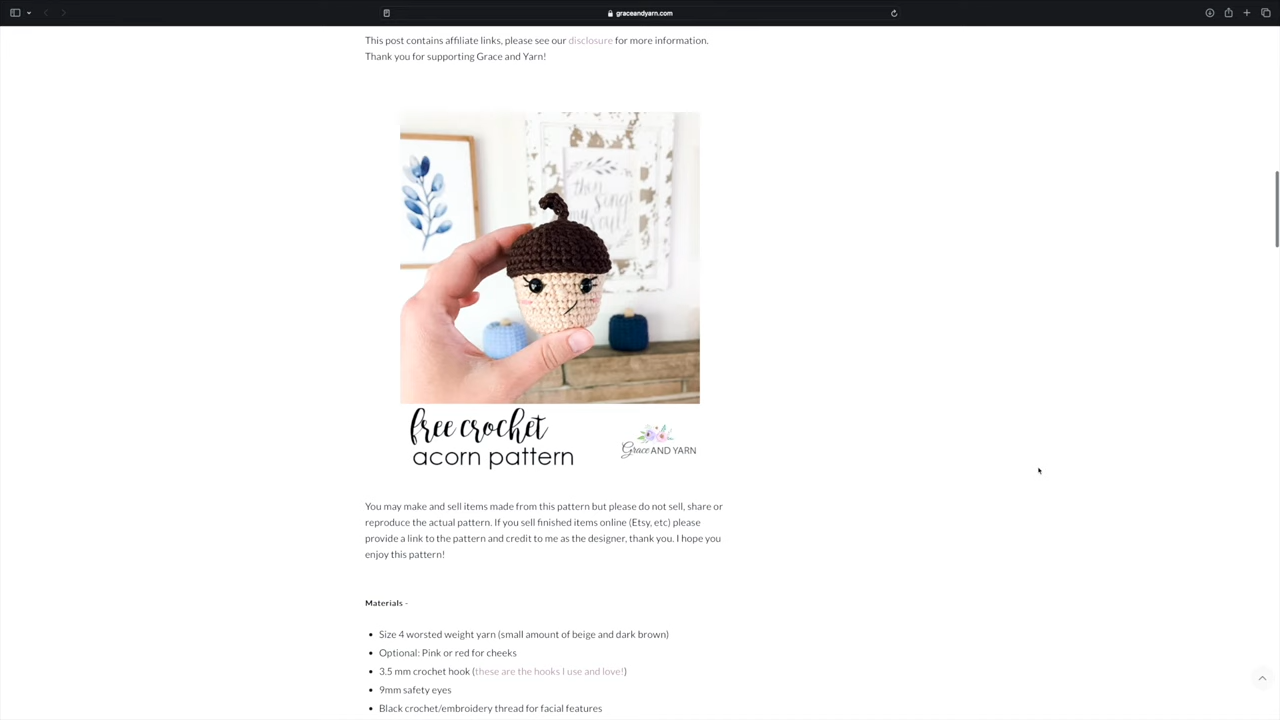 graceandyarn.com
This post contains affiliate links, please see our disclosure for more information.
Thank you for supporting Grace and Yarn!
then
sings
my
soul
free crochet
acorn pattern
Grace AND YARN
You may make and sell items made from this pattern but please do not sell, share or
reproduce the actual pattern. If you sell finished items online (Etsy, etc) please
provide a link to the pattern and credit to me as the designer, thank you. I hope you
enjoy this pattern!
Materials -
• Size 4 worsted weight yarn (small amount of beige and dark brown)
• Optional: Pink or red for cheeks
• 3.5 mm crochet hook (these are the hooks I use and love!)
• 9mm safety eyes
• Black crochet/embroidery thread for facial features